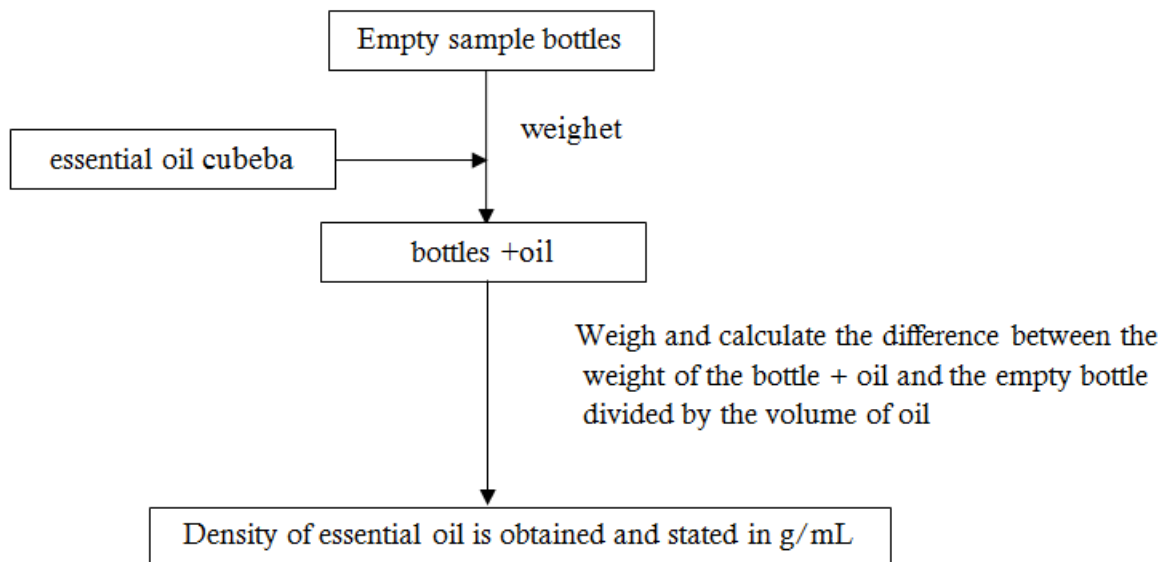 Empty sample bottles
weighet
essential oil cubeba
bottles +oil
Weigh and calculate the difference between the
weight of the bottle + oil and the empty bottle
divided by the volume of oil
Density of essential oil is obtained and stated in g/mL